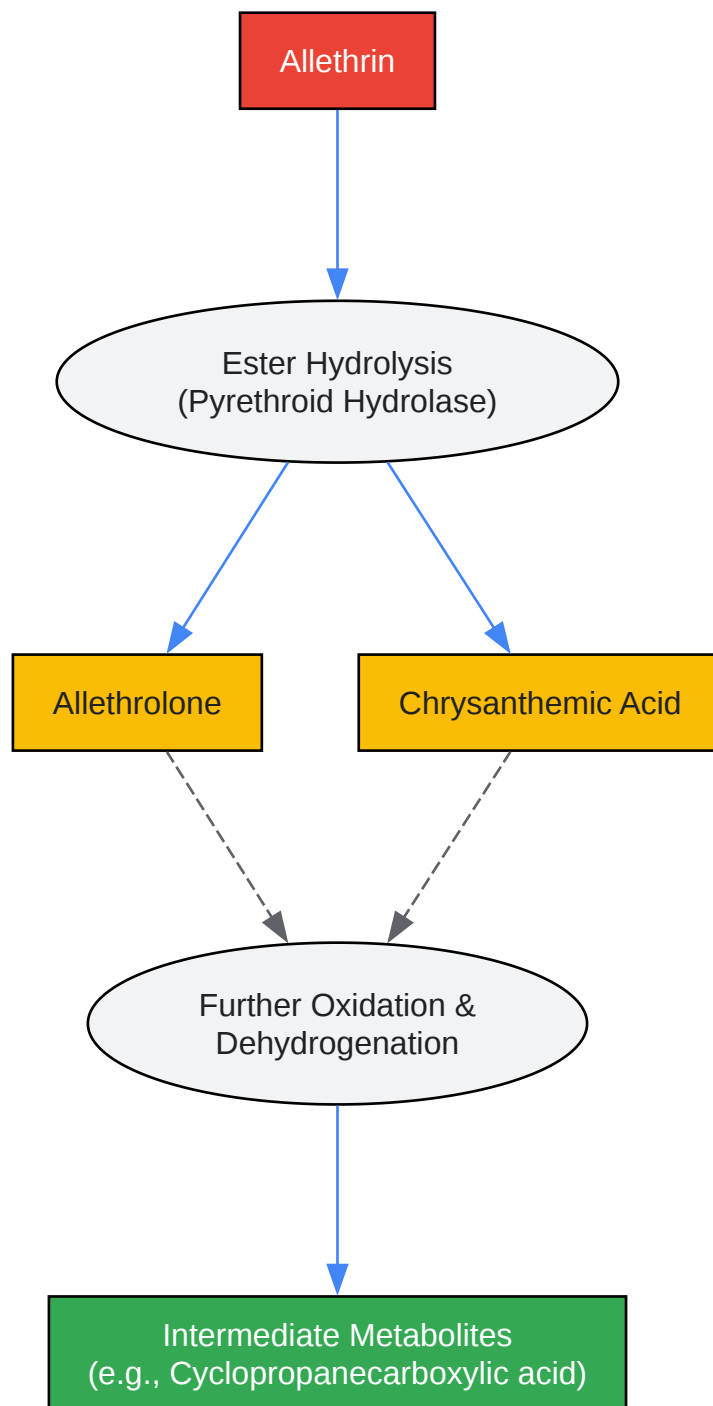 Allethrin
Ester Hydrolysis
(Pyrethroid Hydrolase)
Allethrolone
Chrysanthemic Acid
Further Oxidation &
Dehydrogenation
Intermediate Metabolites
(e.g., Cyclopropanecarboxylic acid)